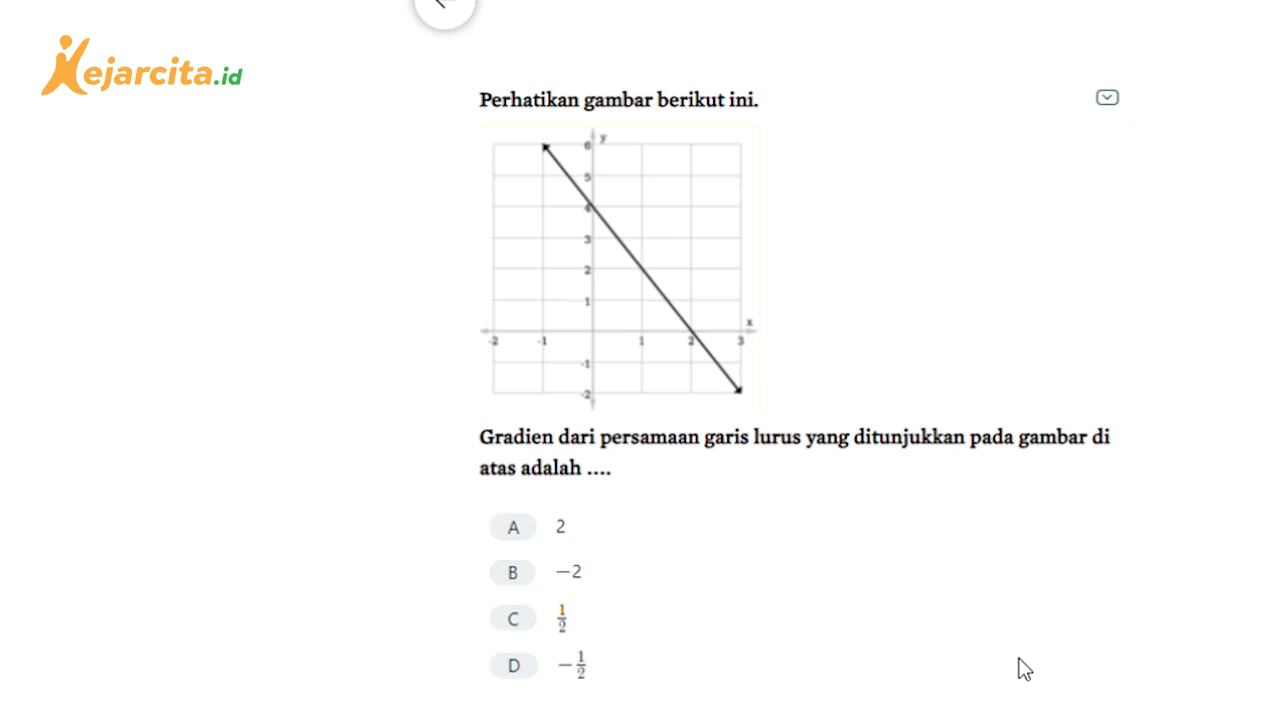 Kejarcita.id
Perhatikan gambar berikut ini.
y
6
5
4
3
2
1
x
-2 -1 1 2 3
-1
-2
Gradien dari persamaan garis lurus yang ditunjukkan pada gambar di
atas adalah ....
A 2
B −2
C 1/2
D −1/2